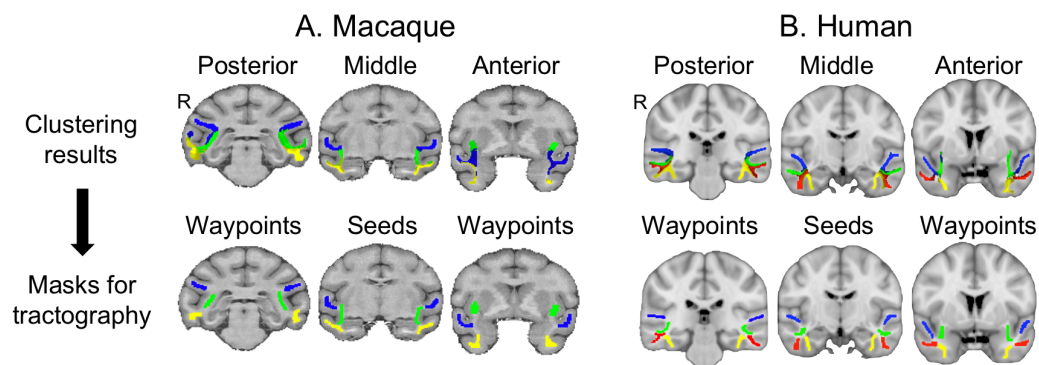 A. Macaque
B. Human
Posterior Middle Anterior
Posterior Middle Anterior
R
R
Clustering
results
Waypoints Seeds Waypoints
Waypoints Seeds Waypoints
Masks for
tractography